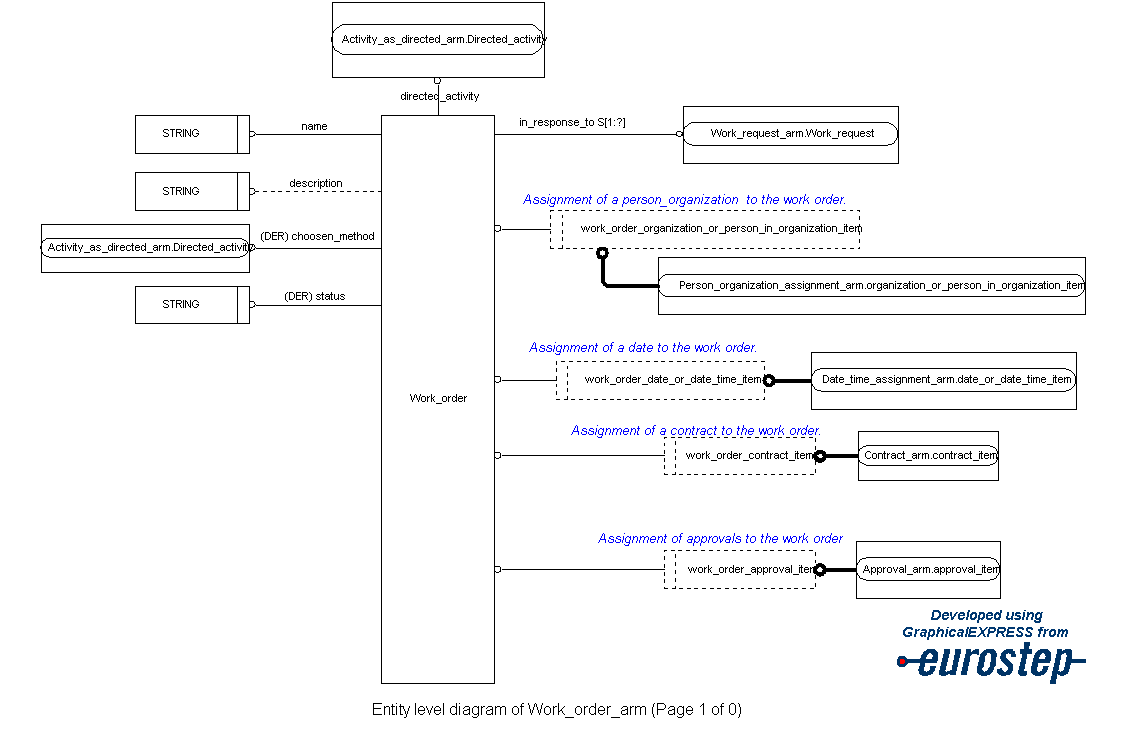 Activity_as_directed_arm.Directed_activity
directed_activity
STRING
name
in_response_to S[1:?]
Work_request_arm.Work_request
STRING
description
Assignment of a person_organization to the work order.
work_order_organization_or_person_in_organization_item
Activity_as_directed_arm.Directed_activity
(DER) choosen_method
Person_organization_assignment_arm.organization_or_person_in_organization_item
STRING
(DER) status
Assignment of a date to the work order.
work_order_date_or_date_time_item
Date_time_assignment_arm.date_or_date_time_item
Work_order
Assignment of a contract to the work order.
work_order_contract_item
Contract_arm.contract_item
Assignment of approvals to the work order
work_order_approval_item
Approval_arm.approval_item
Developed using
GraphicalEXPRESS from
eurostep
Entity level diagram of Work_order_arm (Page 1 of 0)